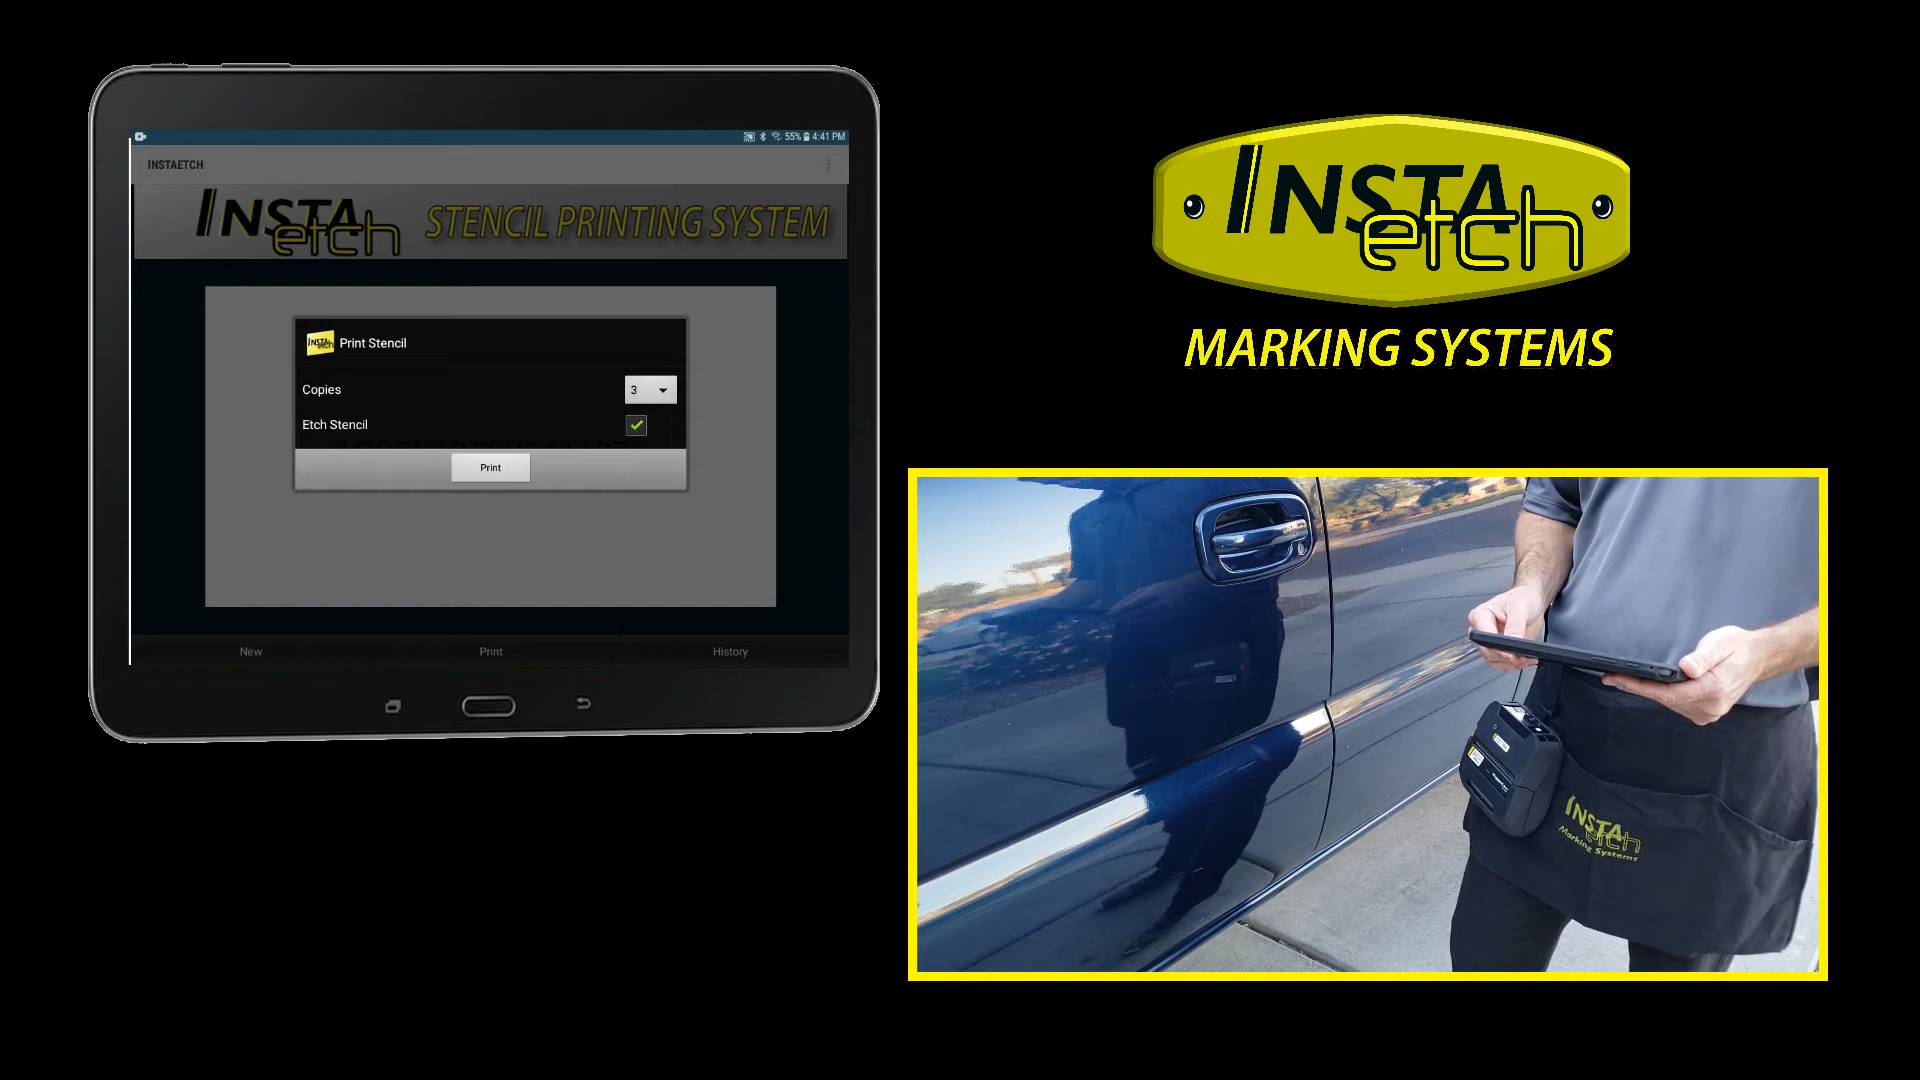 55% 4:41 PM
INSTAETCH
INSTA
etch
STENCIL PRINTING SYSTEM
Print Stencil
Copies
3
Etch Stencil
Print
New
Print
History
INSTA
etch
MARKING SYSTEMS
INSTA
etch
Marking Systems